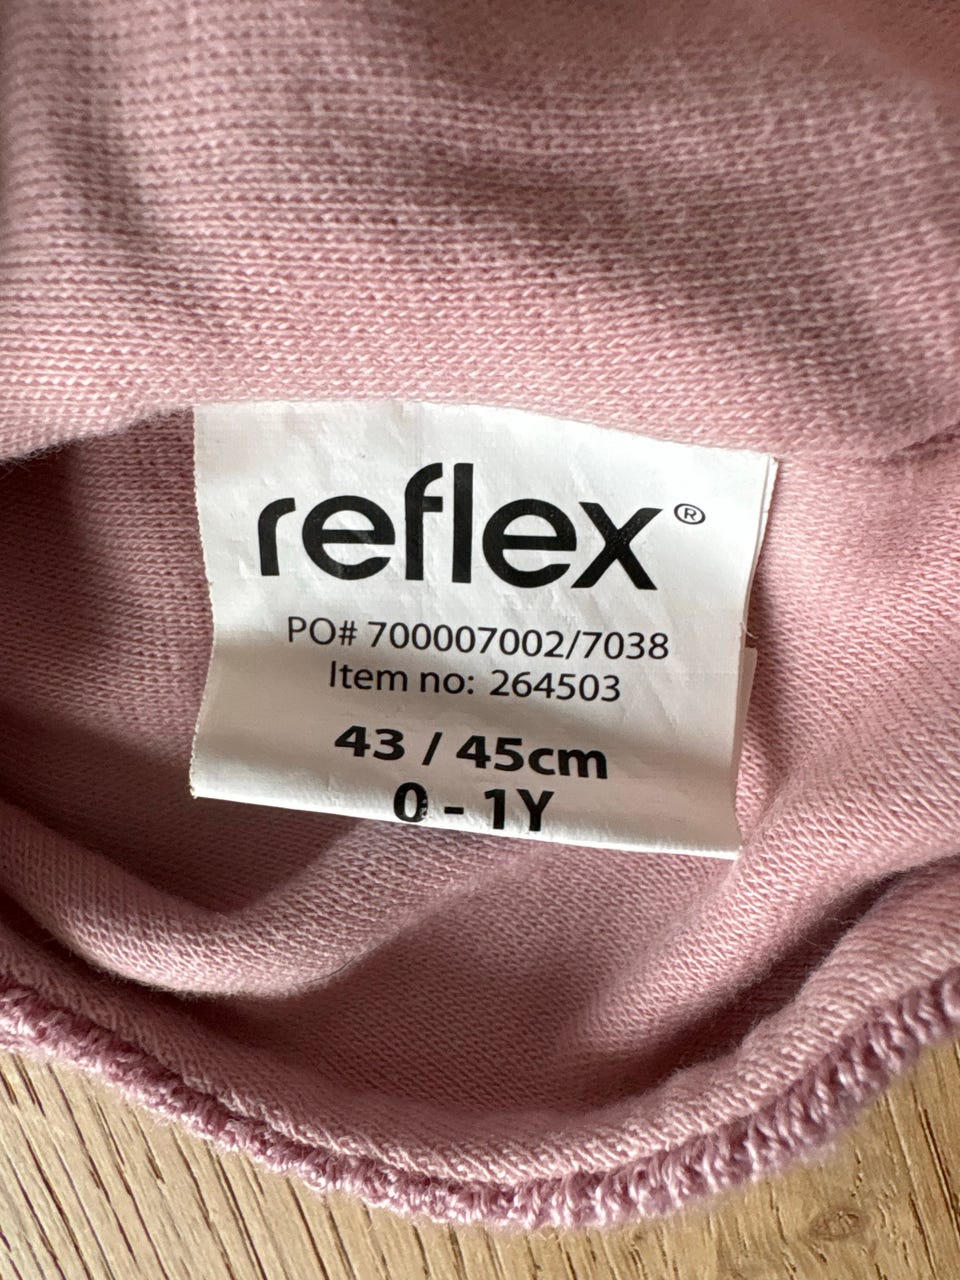 reflex®
PO# 700007002/7038
Item no: 264503
43 / 45cm
0 - 1Y